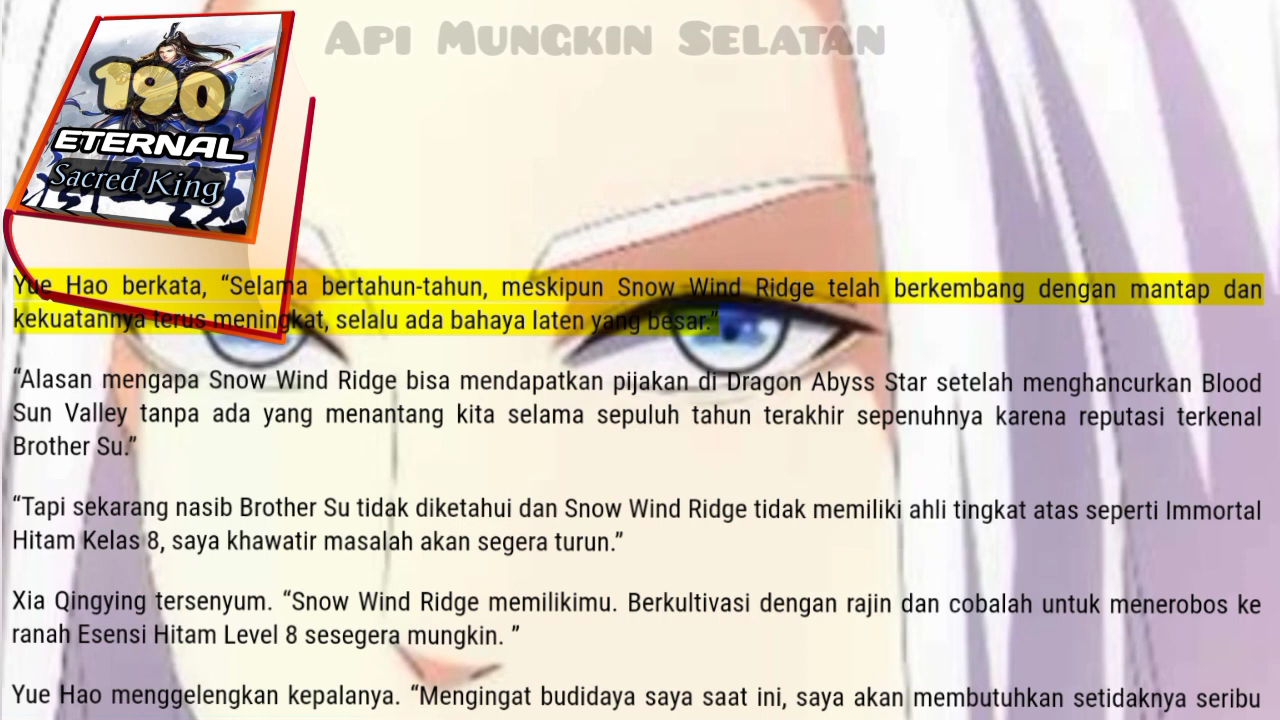 Api Mungkin Selatan
190
ETERNAL
Sacred King
Yue Hao berkata, “Selama bertahun-tahun, meskipun Snow Wind Ridge telah berkembang dengan mantap dan
kekuatannya terus meningkat, selalu ada bahaya laten yang besar.”
“Alasan mengapa Snow Wind Ridge bisa mendapatkan pijakan di Dragon Abyss Star setelah menghancurkan Blood
Sun Valley tanpa ada yang menantang kita selama sepuluh tahun terakhir sepenuhnya karena reputasi terkenal
Brother Su.”
“Tapi sekarang nasib Brother Su tidak diketahui dan Snow Wind Ridge tidak memiliki ahli tingkat atas seperti Immortal
Hitam Kelas 8, saya khawatir masalah akan segera turun.”
Xia Qingying tersenyum. “Snow Wind Ridge memilikimu. Berkultivasi dengan rajin dan cobalah untuk menerobos ke
ranah Esensi Hitam Level 8 sesegera mungkin. ”
Yue Hao menggelengkan kepalanya. “Mengingat budidaya saya saat ini, saya akan membutuhkan setidaknya seribu